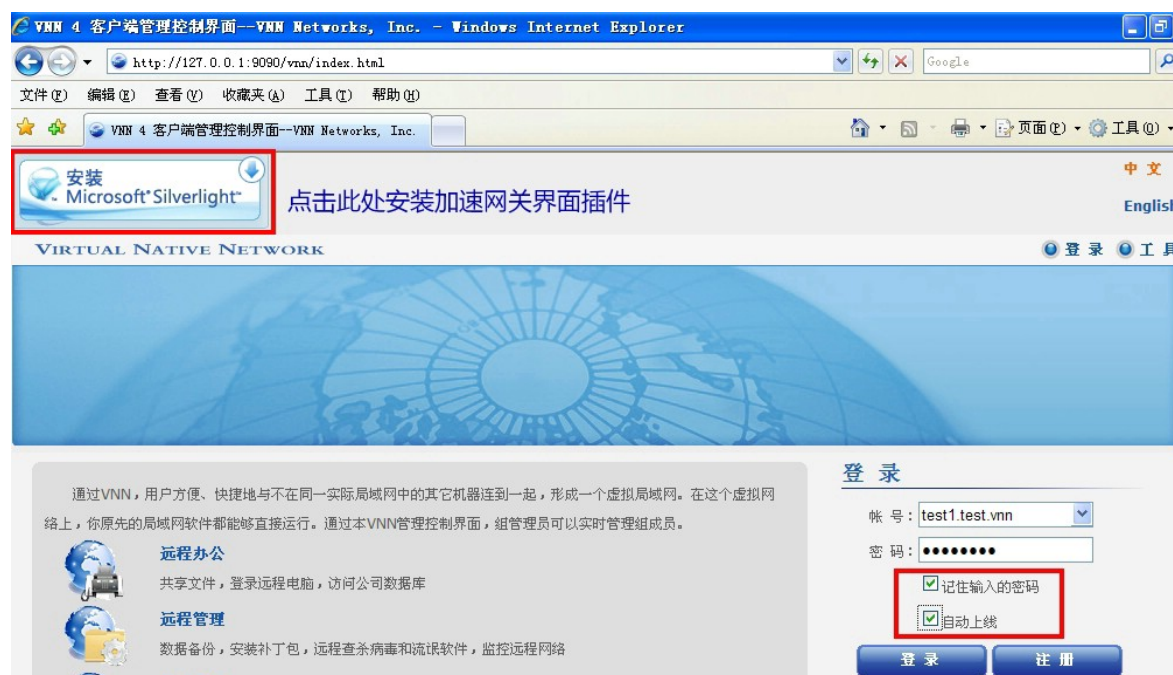 VNN 4 客户端管理控制界面--VNN Networks, Inc. - Windows Internet Explorer
http://127.0.0.1:9090/vnn/index.html
Google
文件(F) 编辑(E) 查看(V) 收藏夹(A) 工具(T) 帮助(H)
VNN 4 客户端管理控制界面--VNN Networks, Inc.
页面(P) 工具(O)
安装
Microsoft® Silverlight™
点击此处安装加速网关界面插件
中文
English
VIRTUAL NATIVE NETWORK
登录 工具
登 录
通过VNN，用户方便、快捷地与不在同一实际局域网中的其它机器连到一起，形成一个虚拟局域网。在这个虚拟网
络上，你原先的局域网软件都能够直接运行。通过本VNN管理控制界面，组管理员可以实时管理组成员。
帐 号：test1.test.vnn
密 码：●●●●●●●●
远程办公
共享文件，登录远程电脑，访问公司数据库
记住输入的密码
自动上线
远程管理
数据备份，安装补丁包，远程查杀病毒和流氓软件，监控远程网络
登 录 注 册